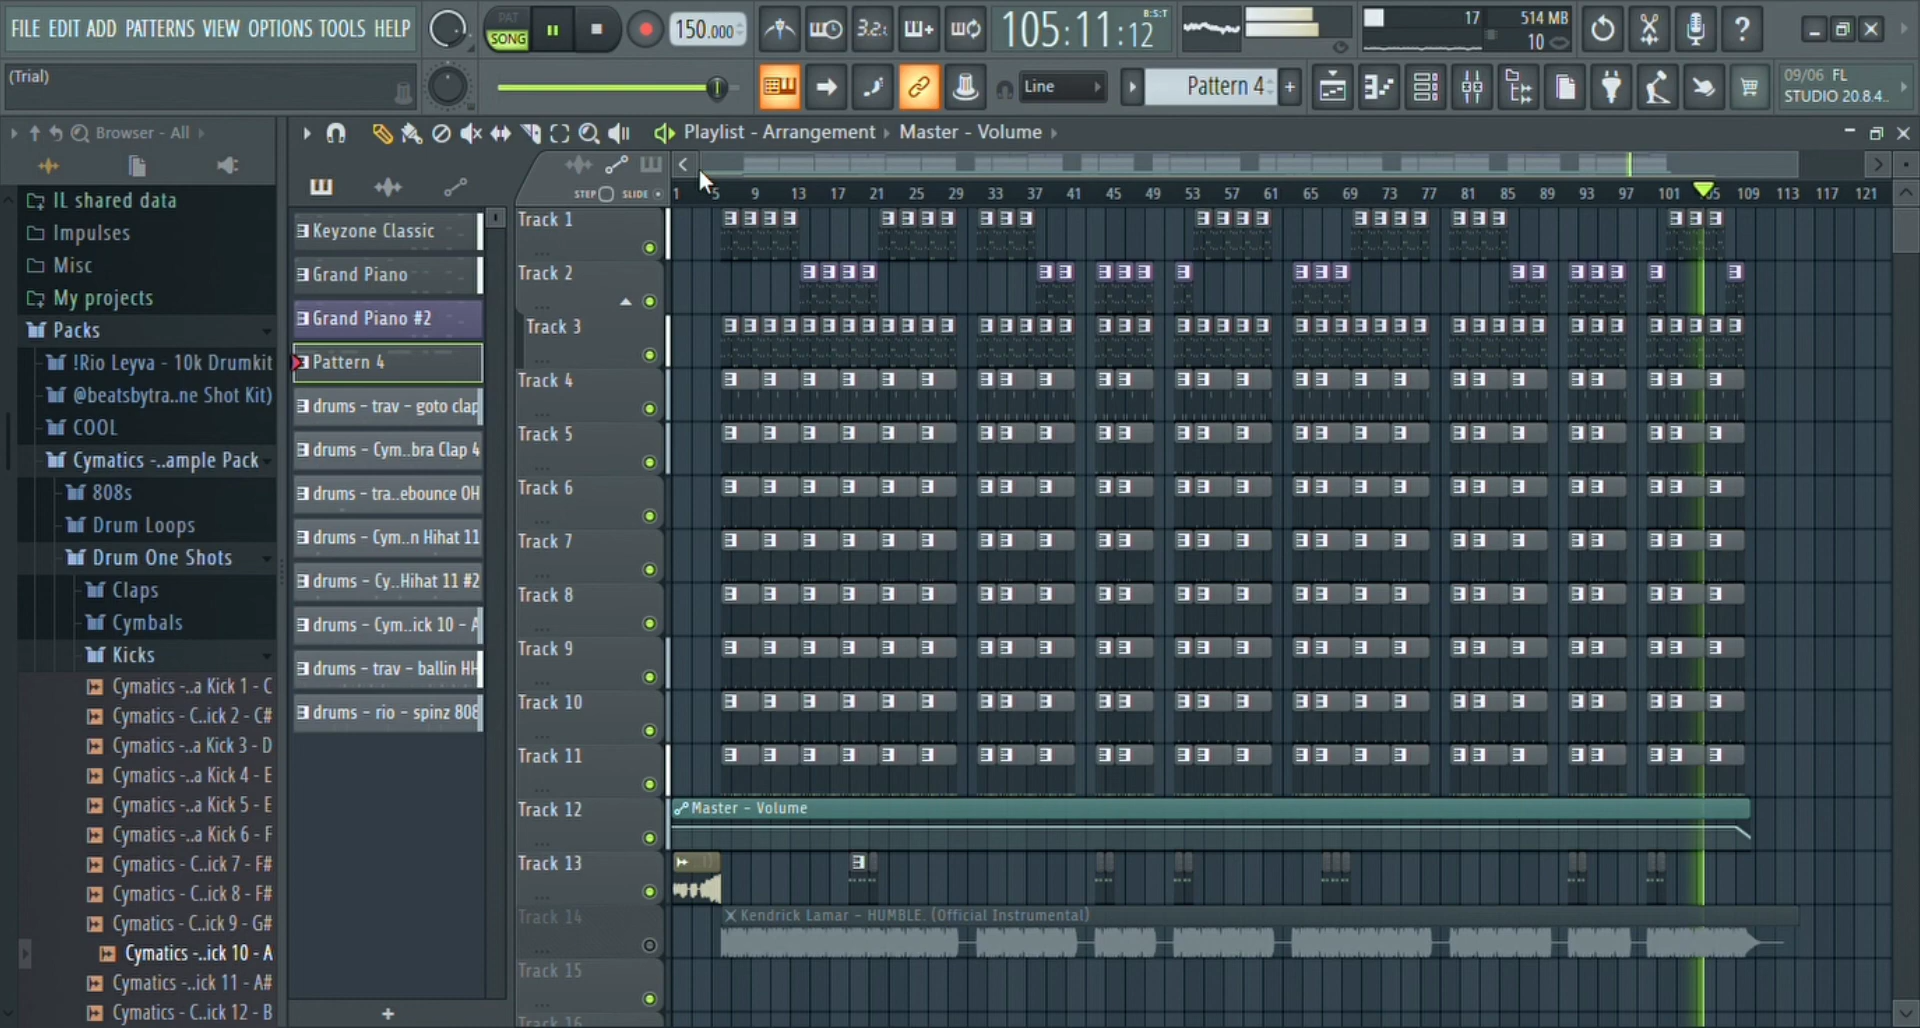 FILE EDIT ADD PATTERNS VIEW OPTIONS TOOLS HELP
PAT
SONG
150.000
3.2:
105:11:12
B:S:T
17
514 MB
10
(Trial)
Line
Pattern 4
09/06 FL
STUDIO 20.8.4..
Browser - All
Playlist - Arrangement
Master - Volume
STEP
SLIDE
1 5 9 13 17 21 25 29 33 37 41 45 49 53 57 61 65 69 73 77 81 85 89 93 97 101 105 109 113 117 121
IL shared data
Impulses
Misc
My projects
Packs
!Rio Leyva - 10k Drumkit
@beatsbytra..ne Shot Kit)
COOL
Cymatics -..ample Pack
808s
Drum Loops
Drum One Shots
Claps
Cymbals
Kicks
Cymatics -..a Kick 1 - C
Cymatics - C..ick 2 - C#
Cymatics -..a Kick 3 - D
Cymatics -..a Kick 4 - E
Cymatics -..a Kick 5 - E
Cymatics -..a Kick 6 - F
Cymatics - C..ick 7 - F#
Cymatics - C..ick 8 - F#
Cymatics - C..ick 9 - G#
Cymatics -..ick 10 - A
Cymatics -..ick 11 - A#
Cymatics - C..ick 12 - B
Keyzone Classic
Grand Piano
Grand Piano #2
Pattern 4
drums - trav - goto clap
drums - Cym..bra Clap 4
drums - tra..ebounce OH
drums - Cym..n Hihat 11
drums - Cy..Hihat 11 #2
drums - Cym..ick 10 - A
drums - trav - ballin HH
drums - rio - spinz 808
Track 1
Track 2
Track 3
Track 4
Track 5
Track 6
Track 7
Track 8
Track 9
Track 10
Track 11
Track 12
Master - Volume
Track 13
Track 14
Kendrick Lamar - HUMBLE. (Official Instrumental)
Track 15
Track 16